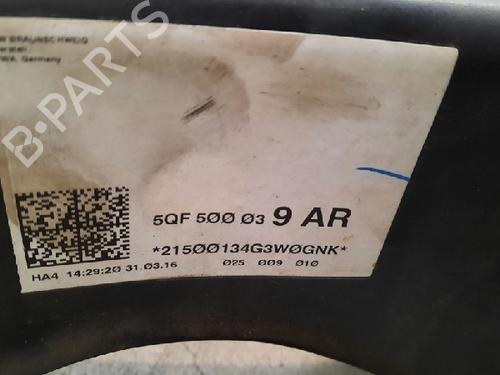 W BRAUNSCHWEIG
Germany
B-PARTS
5QF 500 03 9 AR
*21500134G3W0GNK*
HA4 14:29:20 31.03.16
025 009 010